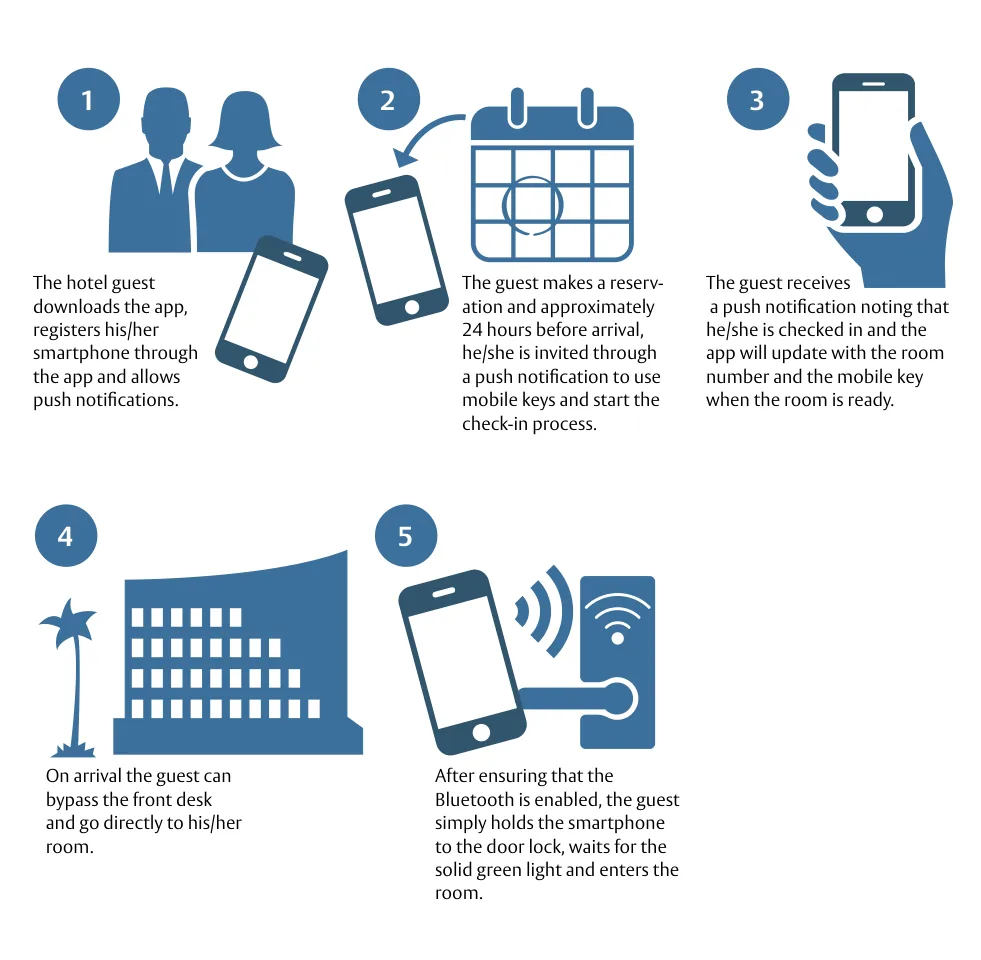 1
The hotel guest
downloads the app,
registers his/her
smartphone through
the app and allows
push notifications.
2
The guest makes a reserv-
ation and approximately
24 hours before arrival,
he/she is invited through
a push notification to use
mobile keys and start the
check-in process.
3
The guest receives
a push notification noting that
he/she is checked in and the
app will update with the room
number and the mobile key
when the room is ready.
4
On arrival the guest can
bypass the front desk
and go directly to his/her
room.
5
After ensuring that the
Bluetooth is enabled, the guest
simply holds the smartphone
to the door lock, waits for the
solid green light and enters the
room.